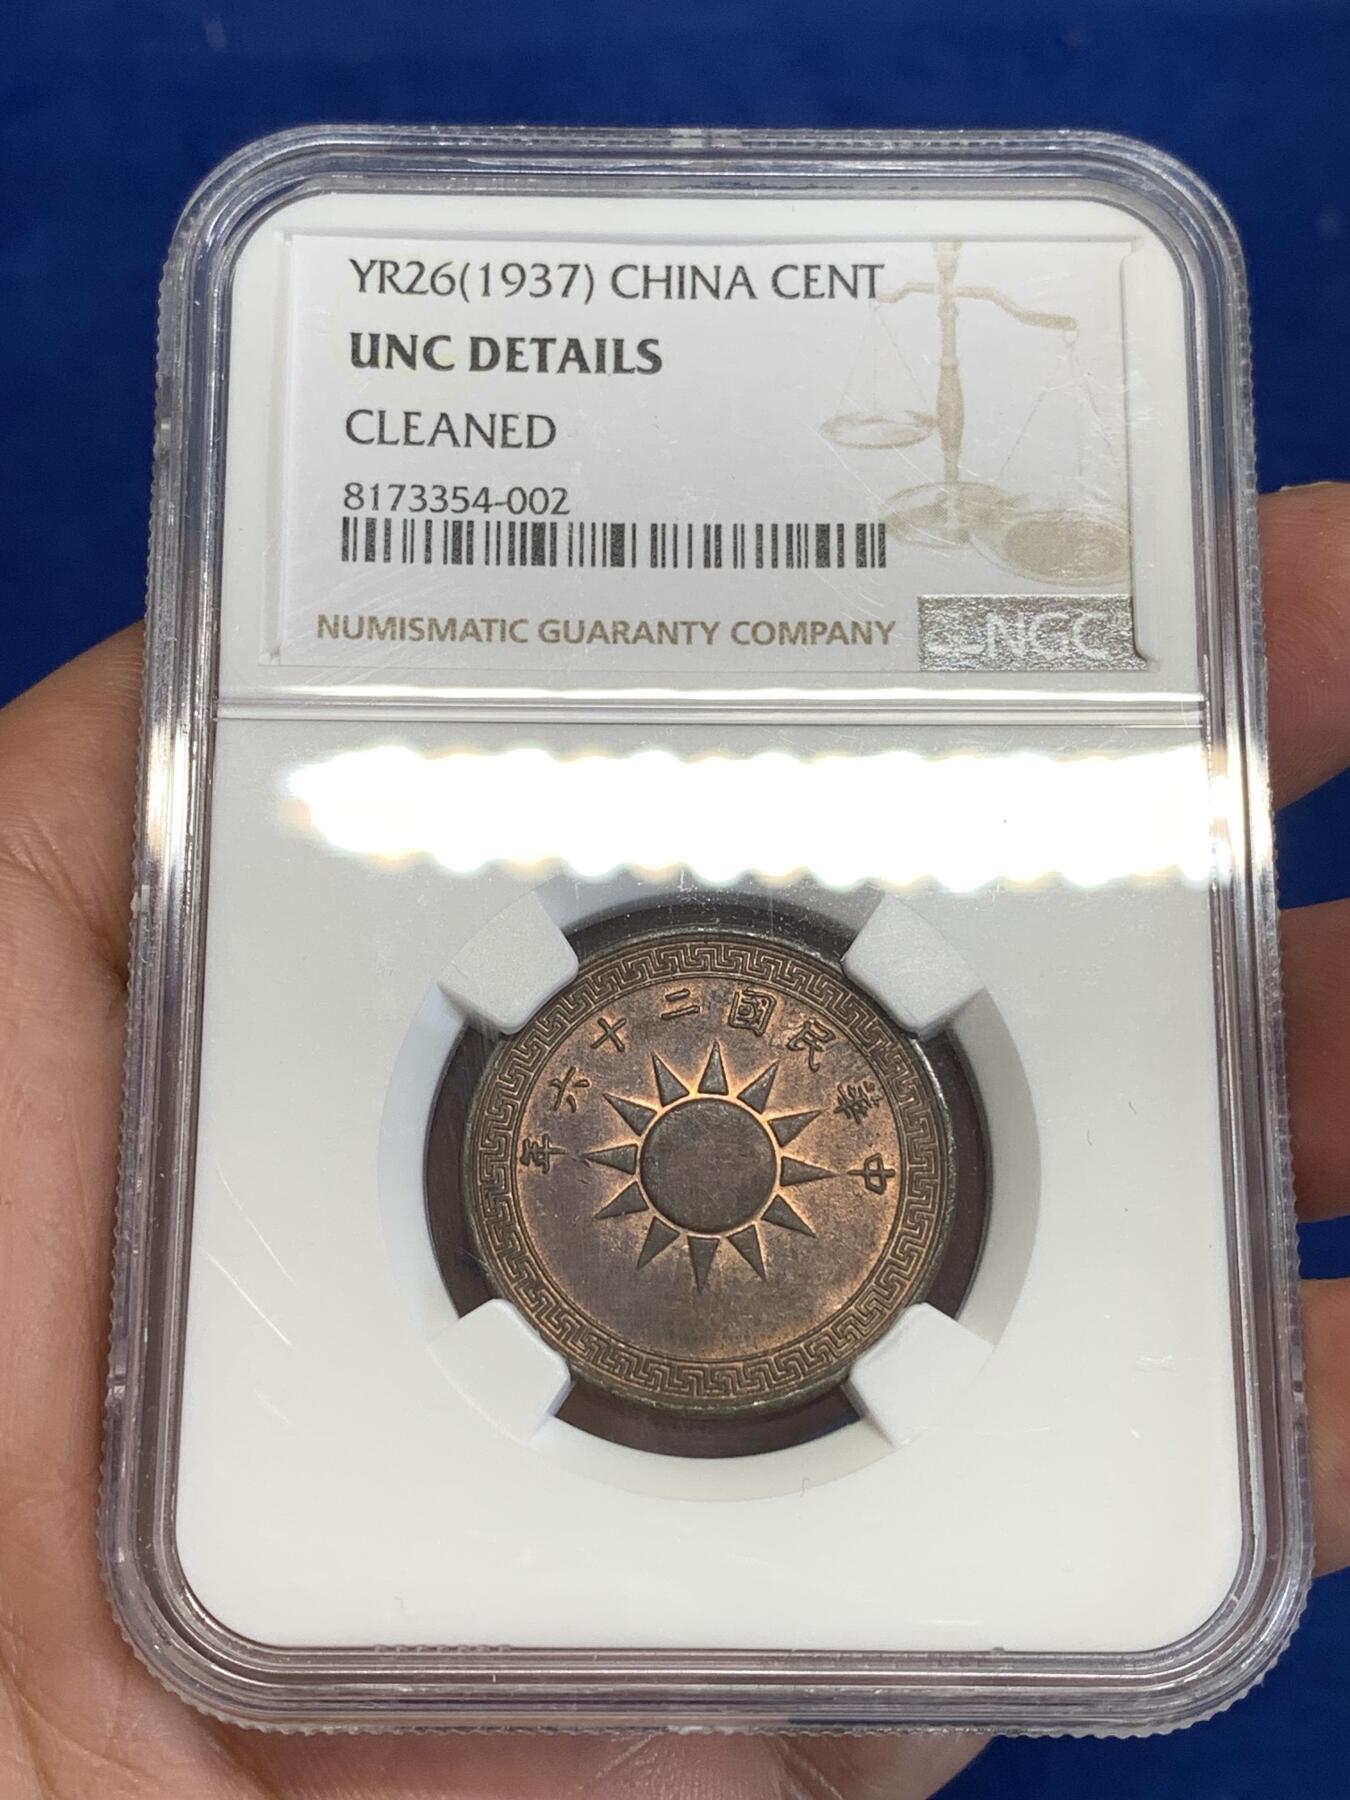 YR26(1937) CHINA CENT
UNC DETAILS
CLEANED
8173354-002
NUMISMATIC GUARANTY COMPANY
NGC
中華民國二十六年